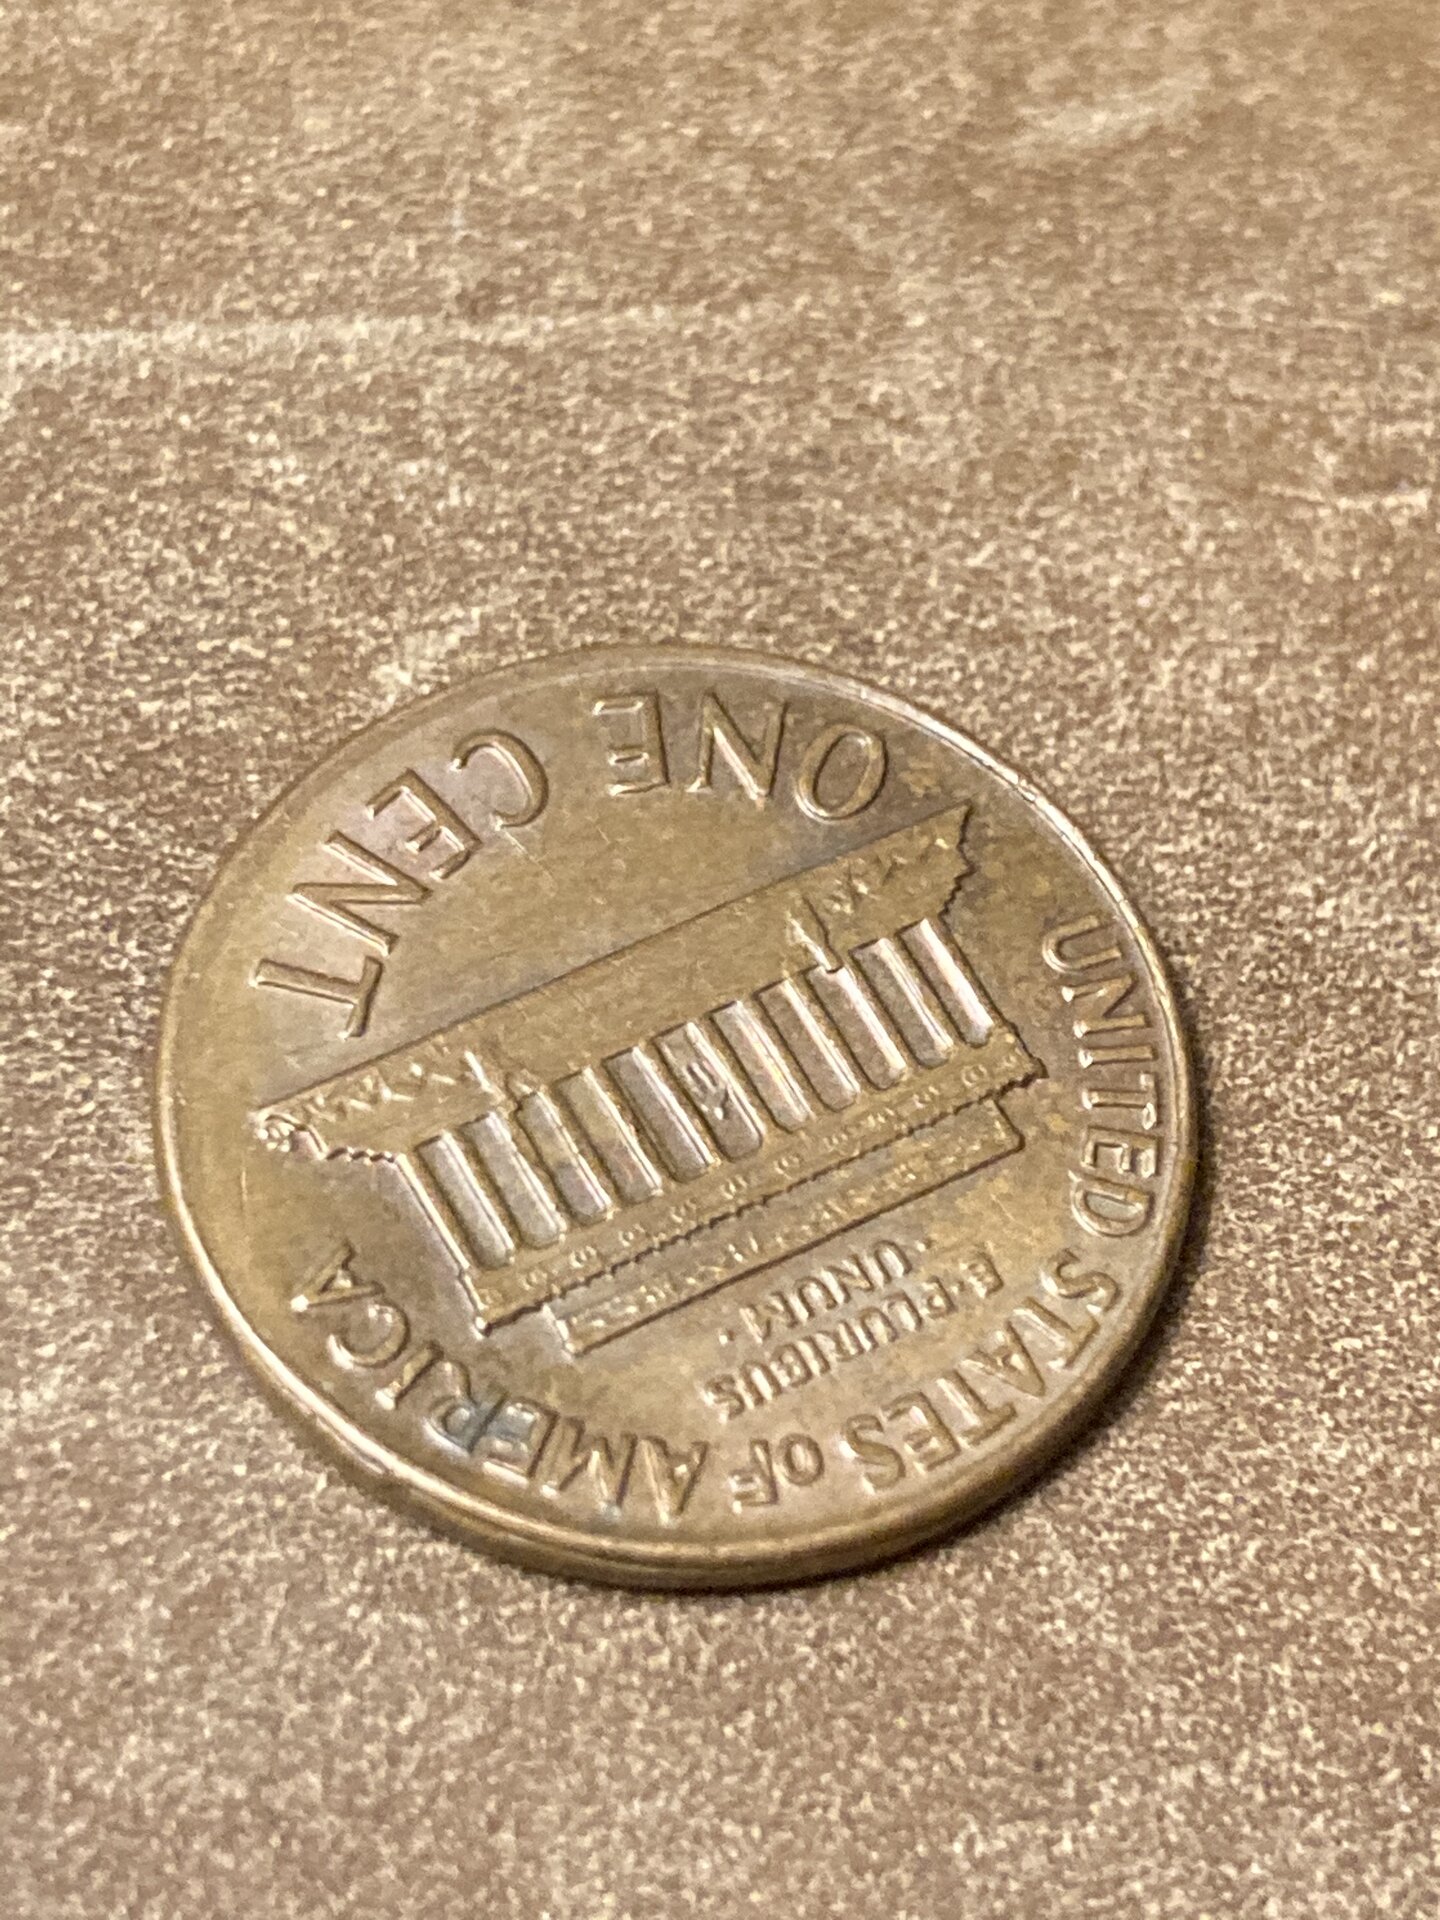 UNITED STATES OF AMERICA
E·PLURIBUS
·UNUM·
ONE CENT